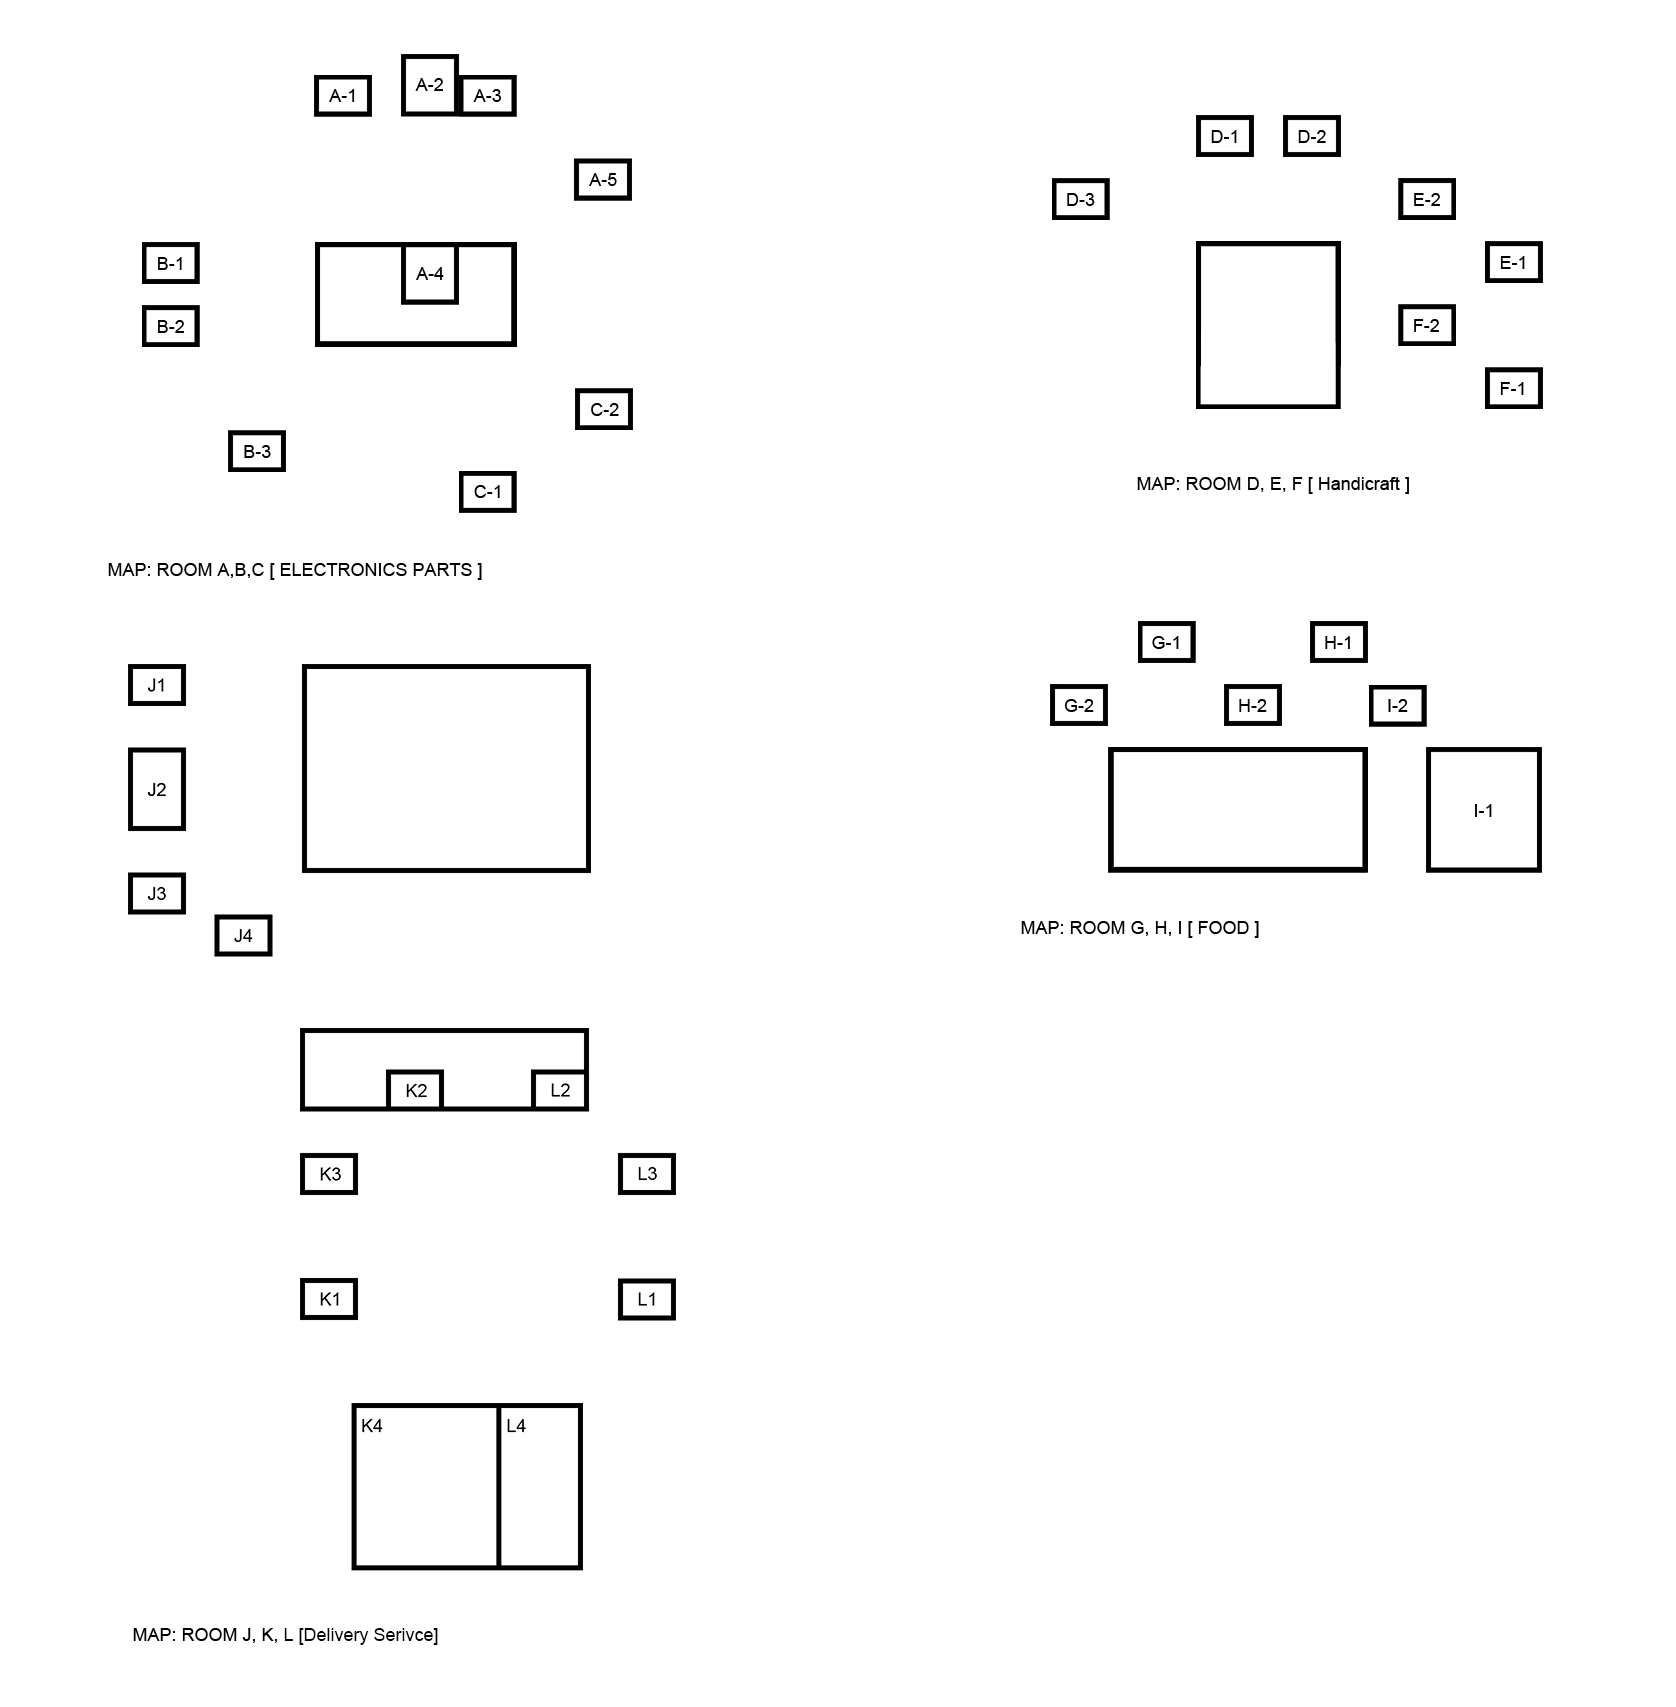 A-1
A-2
A-3
A-5
B-1
A-4
B-2
C-2
B-3
C-1
MAP: ROOM A,B,C [ ELECTRONICS PARTS ]
D-1
D-2
D-3
E-2
E-1
F-2
F-1
MAP: ROOM D, E, F [ Handicraft ]
G-1
H-1
G-2
H-2
I-2
I-1
MAP: ROOM G, H, I [ FOOD ]
J1
J2
J3
J4
K2
L2
K3
L3
K1
L1
K4
L4
MAP: ROOM J, K, L [Delivery Serivce]